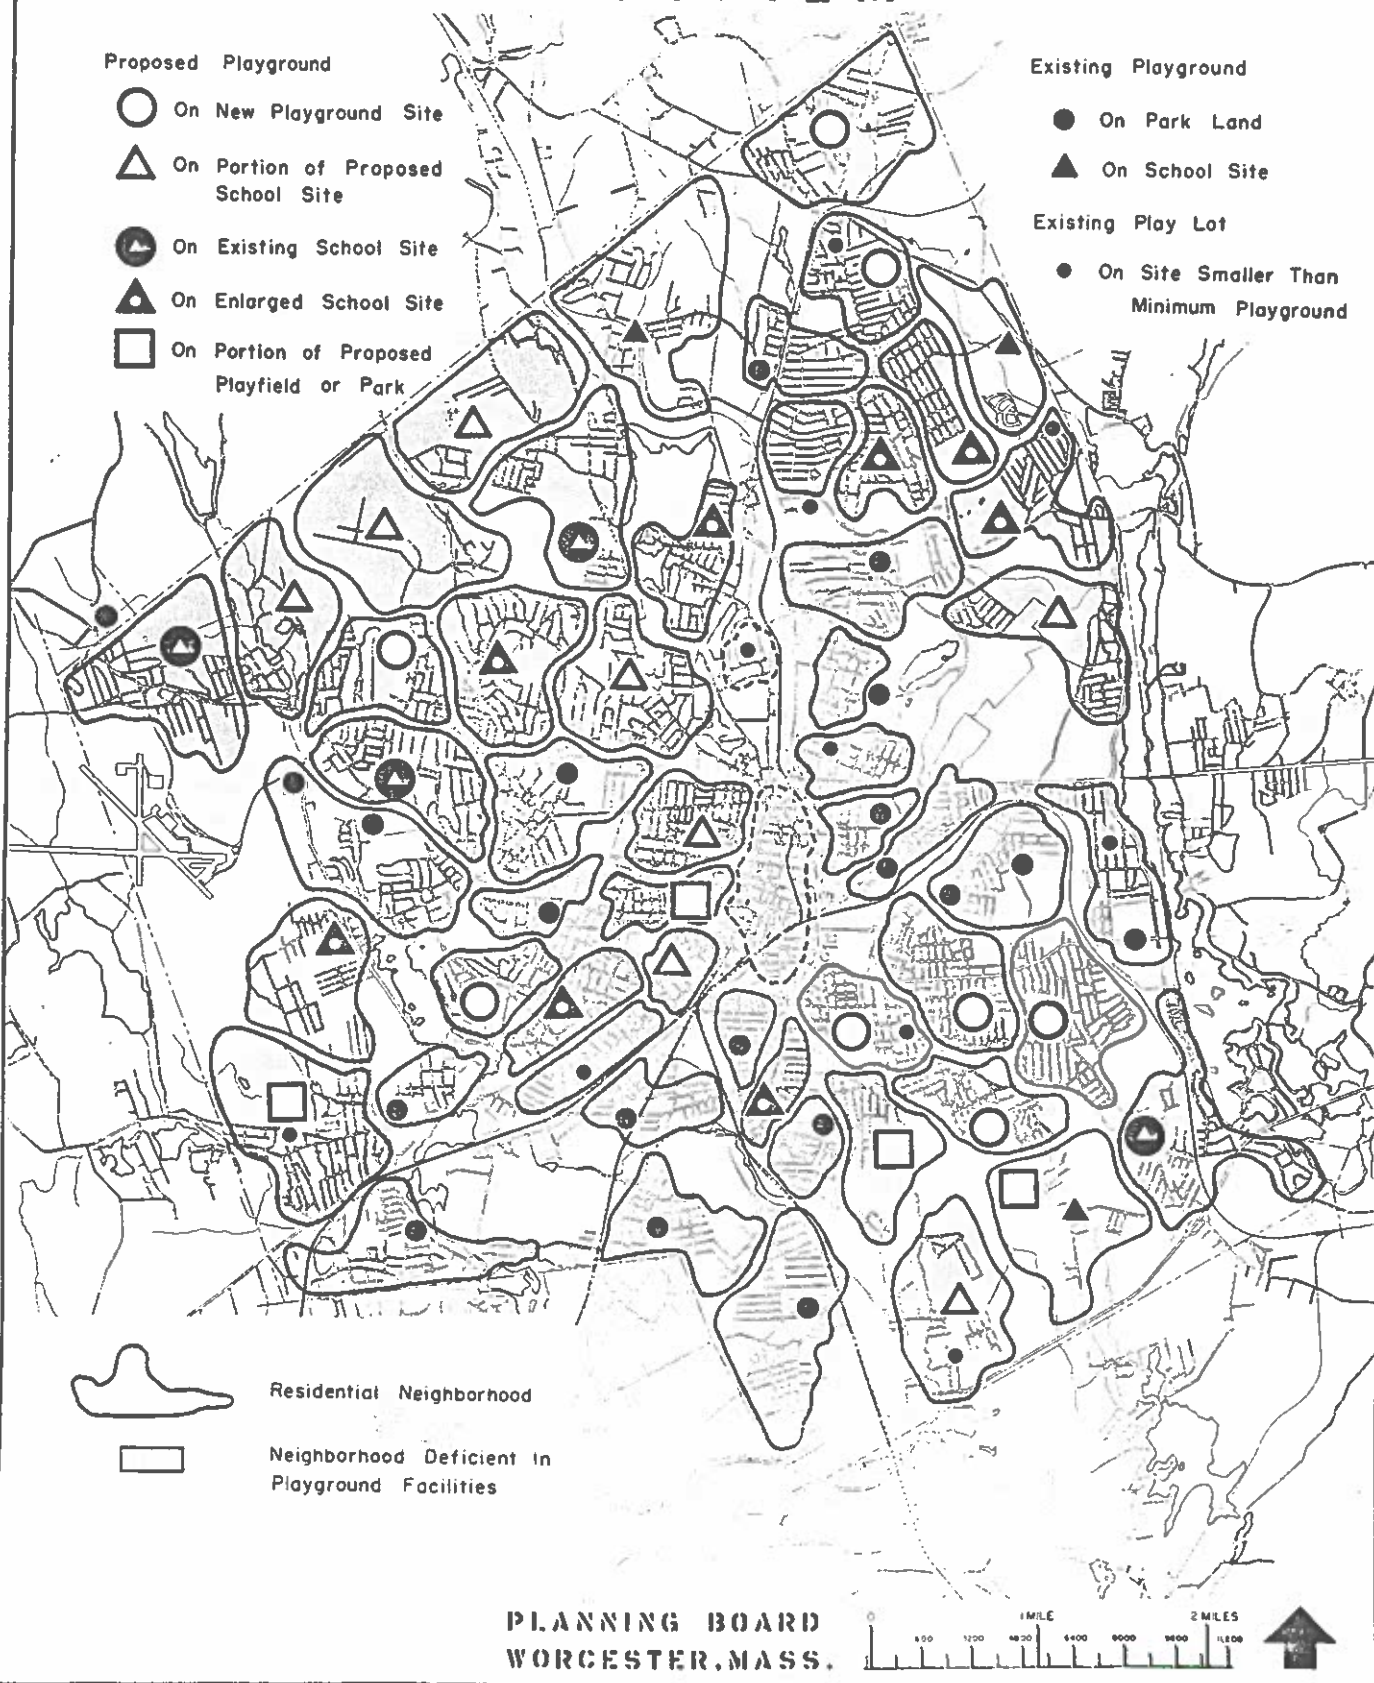 Proposed Playground
On New Playground Site
On Portion of Proposed
School Site
On Existing School Site
On Enlarged School Site
On Portion of Proposed
Playfield or Park
Existing Playground
On Park Land
On School Site
Existing Play Lot
On Site Smaller Than
Minimum Playground
Residential Neighborhood
Neighborhood Deficient in
Playground Facilities
PLANNING BOARD
WORCESTER, MASS.
0 1 MILE 2 MILES